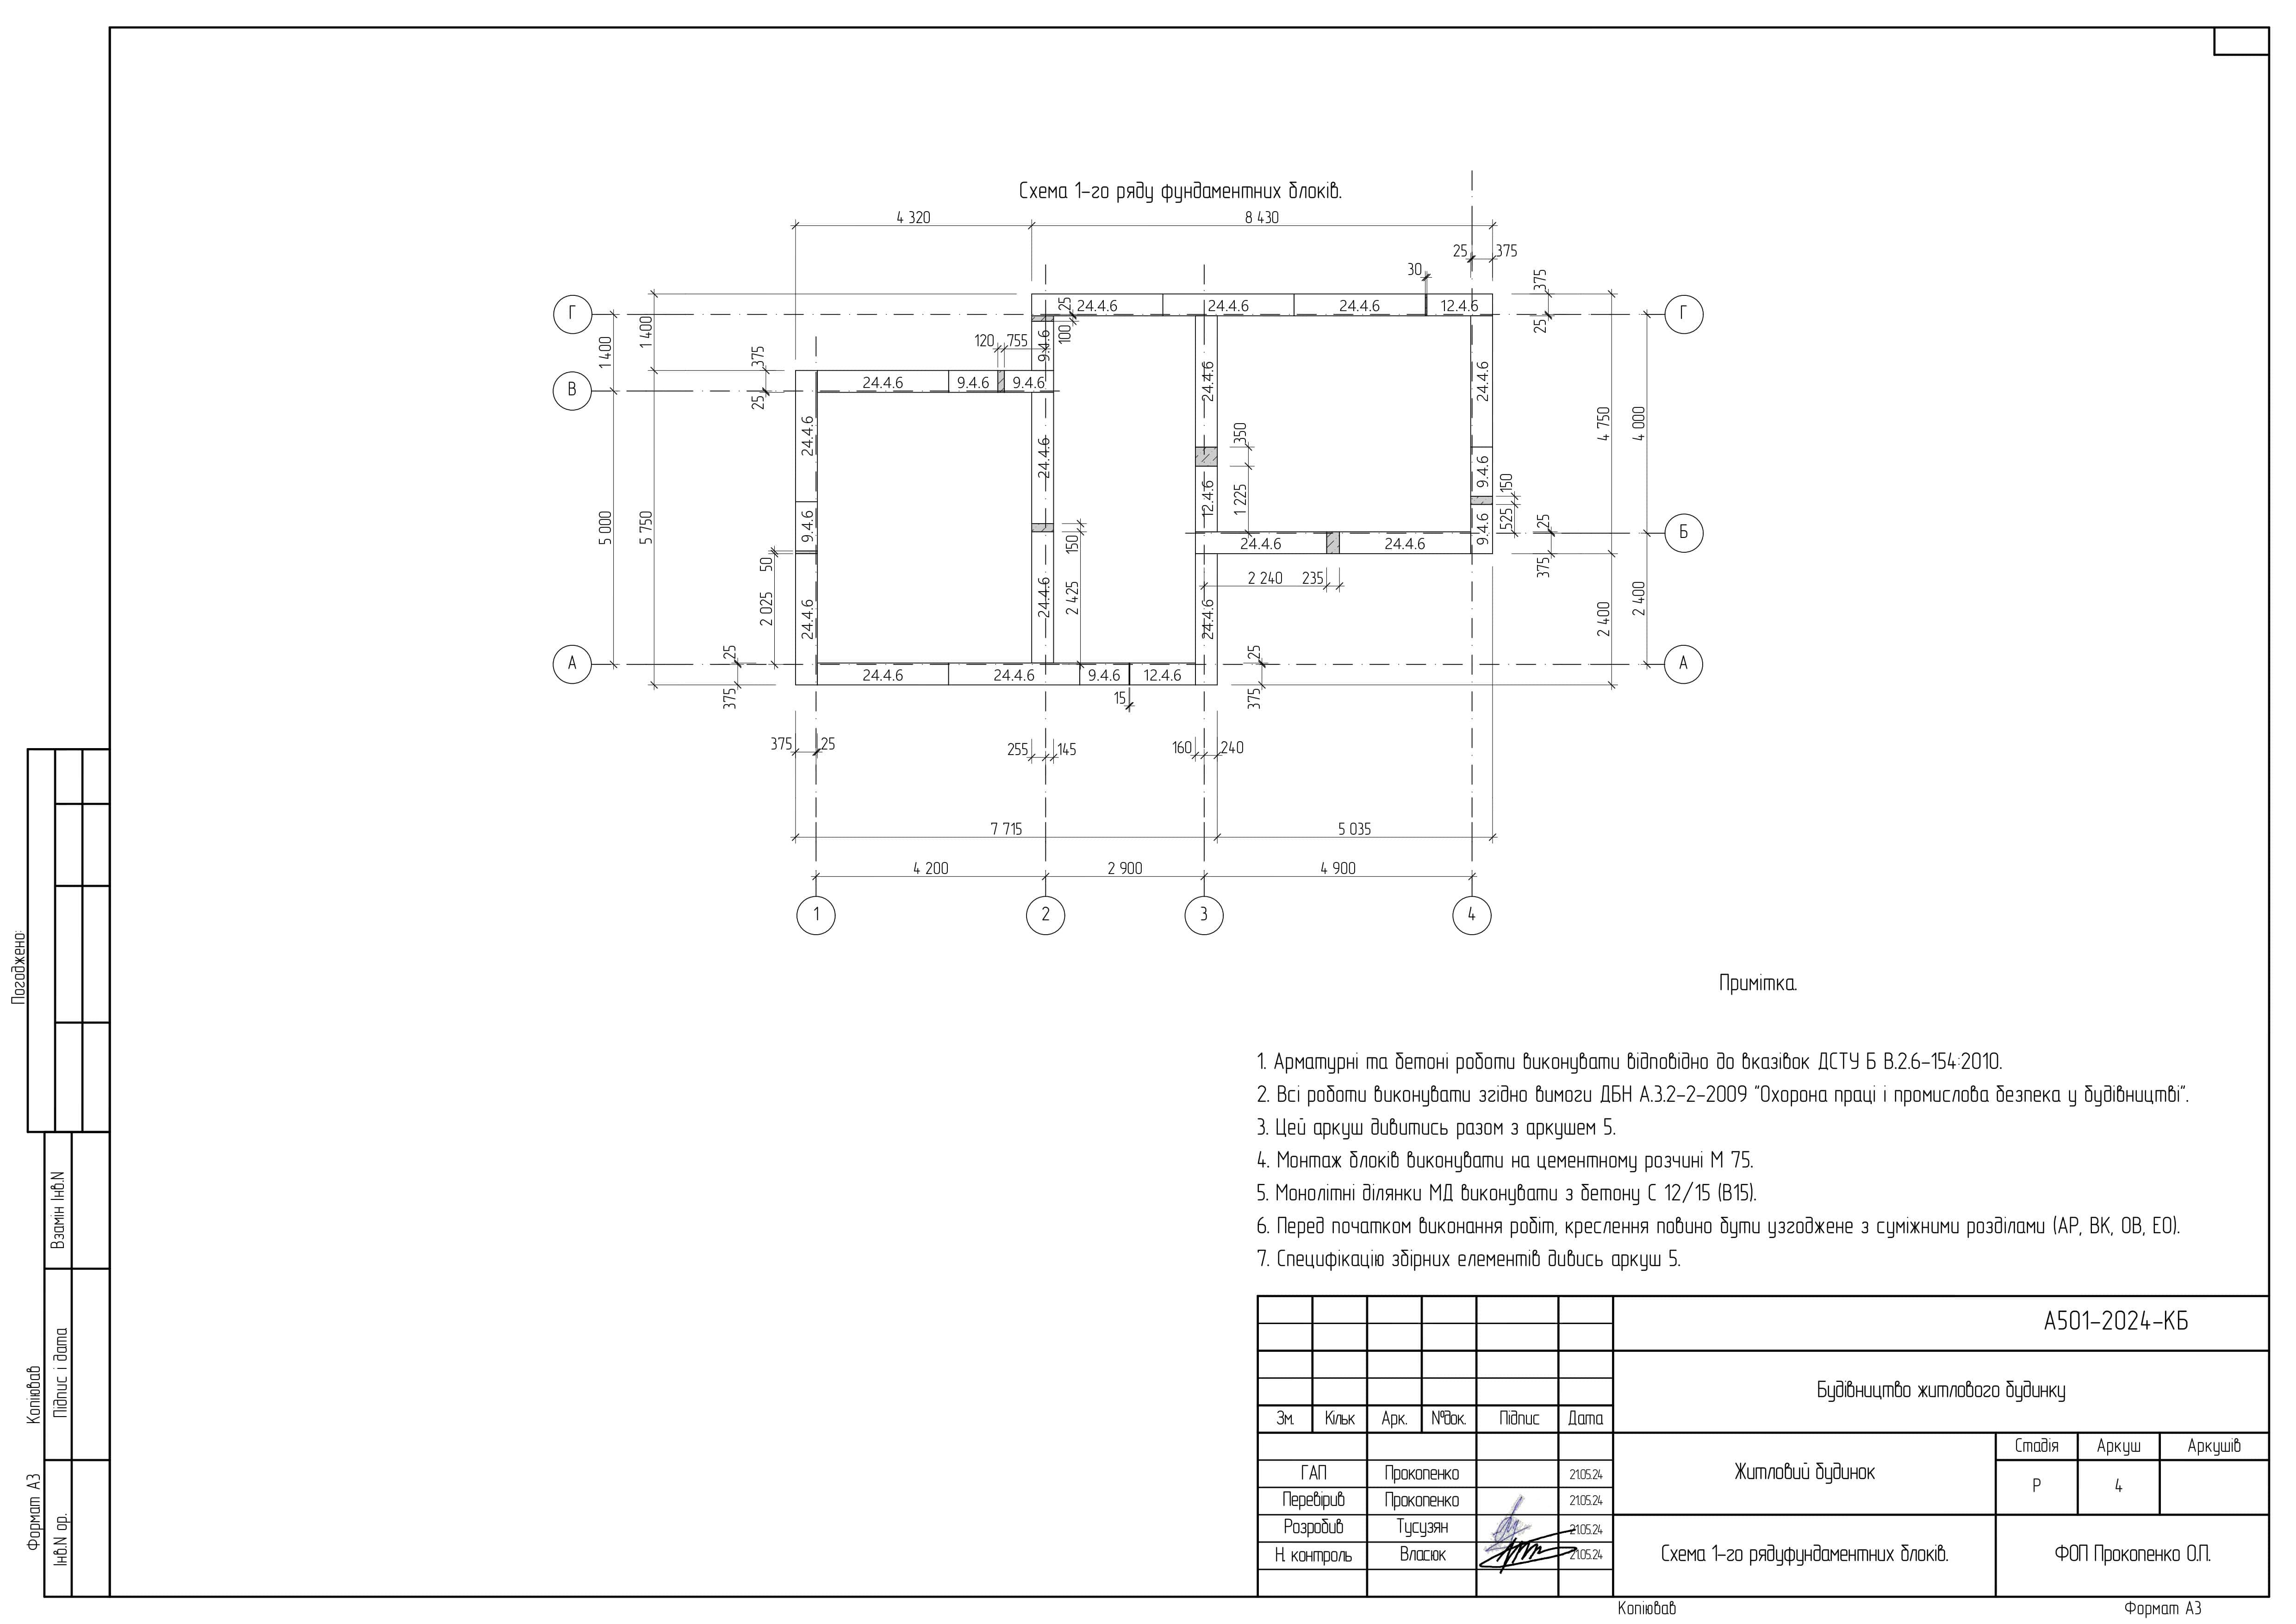 Схема 1-го ряду фундаментних блоків.
4 320
8 430
25
375
30
375
25
Г
24.4.6
24.4.6
24.4.6
12.4.6
25
100
Г
1 400
1 400
375
25
120
755
9.4.6
В
24.4.6
9.4.6
9.4.6
24.4.6
24.4.6
24.4.6
24.4.6
350
4 750
4 000
5 000
5 750
9.4.6
12.4.6
1 225
9.4.6
150
525
9.4.6
25
375
Б
24.4.6
24.4.6
50
2 025
24.4.6
150
2 425
24.4.6
2 240
235
24.4.6
2 400
2 400
А
25
375
24.4.6
24.4.6
9.4.6
12.4.6
15
25
375
А
375
25
255
145
160
240
7 715
5 035
4 200
2 900
4 900
1
2
3
4
Примітка.
1. Арматурні та бетоні роботи виконувати відповідно до вказівок ДСТУ Б В.2.6-154:2010.
2. Всі роботи виконувати згідно вимоги ДБН А.3.2-2-2009 "Охорона праці і промислова безпека у будівництві".
3. Цей аркуш дивитись разом з аркушем 5.
4. Монтаж блоків виконувати на цементному розчині М 75.
5. Монолітні ділянки МД виконувати з бетону С 12/15 (В15).
6. Перед початком виконання робіт, креслення повино бути узгоджене з суміжними розділами (АР, ВК, ОВ, ЕО).
7. Специфікацію збірних елементів дивись аркуш 5.
Погоджено:
Взамін Інв.N
Підпис і дата
Інв.N ор.
Копіював
Формат А3
А501-2024-КБ
Будівництво житлового будинку
Зм. Кільк Арк. №док. Підпис Дата
Житловий будинок
Стадія Аркуш Аркушів
Р 4
ГАП Прокопенко 21.05.24
Перевірив Прокопенко 21.05.24
Розробив Тусузян 21.05.24
Н. контроль Власюк 21.05.24
Схема 1-го рядуфундаментних блоків.
ФОП Прокопенко О.П.
Копіював
Формат А3